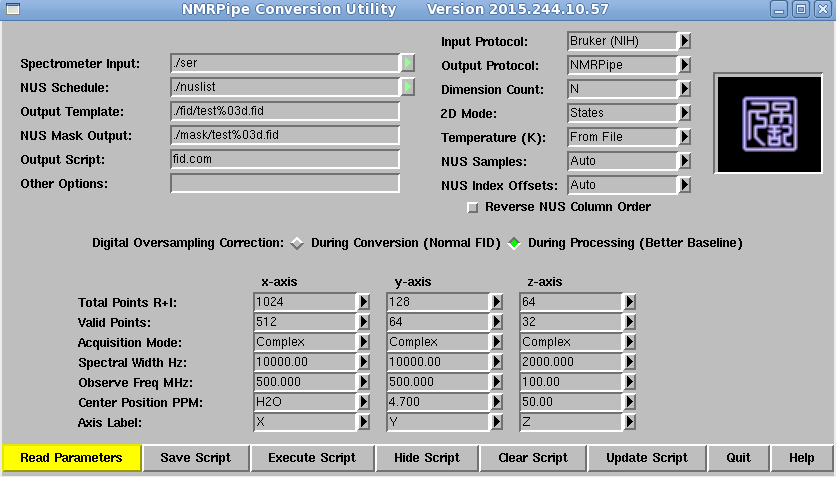 NMRPipe Conversion Utility Version 2015.244.10.57
Spectrometer Input: ./ser
NUS Schedule: ./nuslist
Output Template: ./fid/test%03d.fid
NUS Mask Output: ./mask/test%03d.fid
Output Script: fid.com
Other Options:
Input Protocol: Bruker (NIH)
Output Protocol: NMRPipe
Dimension Count: N
2D Mode: States
Temperature (K): From File
NUS Samples: Auto
NUS Index Offsets: Auto
Reverse NUS Column Order
Digital Oversampling Correction: During Conversion (Normal FID) During Processing (Better Baseline)
x-axis y-axis z-axis
Total Points R+I: 1024 128 64
Valid Points: 512 64 32
Acquisition Mode: Complex Complex Complex
Spectral Width Hz: 10000.00 10000.00 2000.000
Observe Freq MHz: 500.000 500.000 100.00
Center Position PPM: H2O 4.700 50.00
Axis Label: X Y Z
Read Parameters Save Script Execute Script Hide Script Clear Script Update Script Quit Help